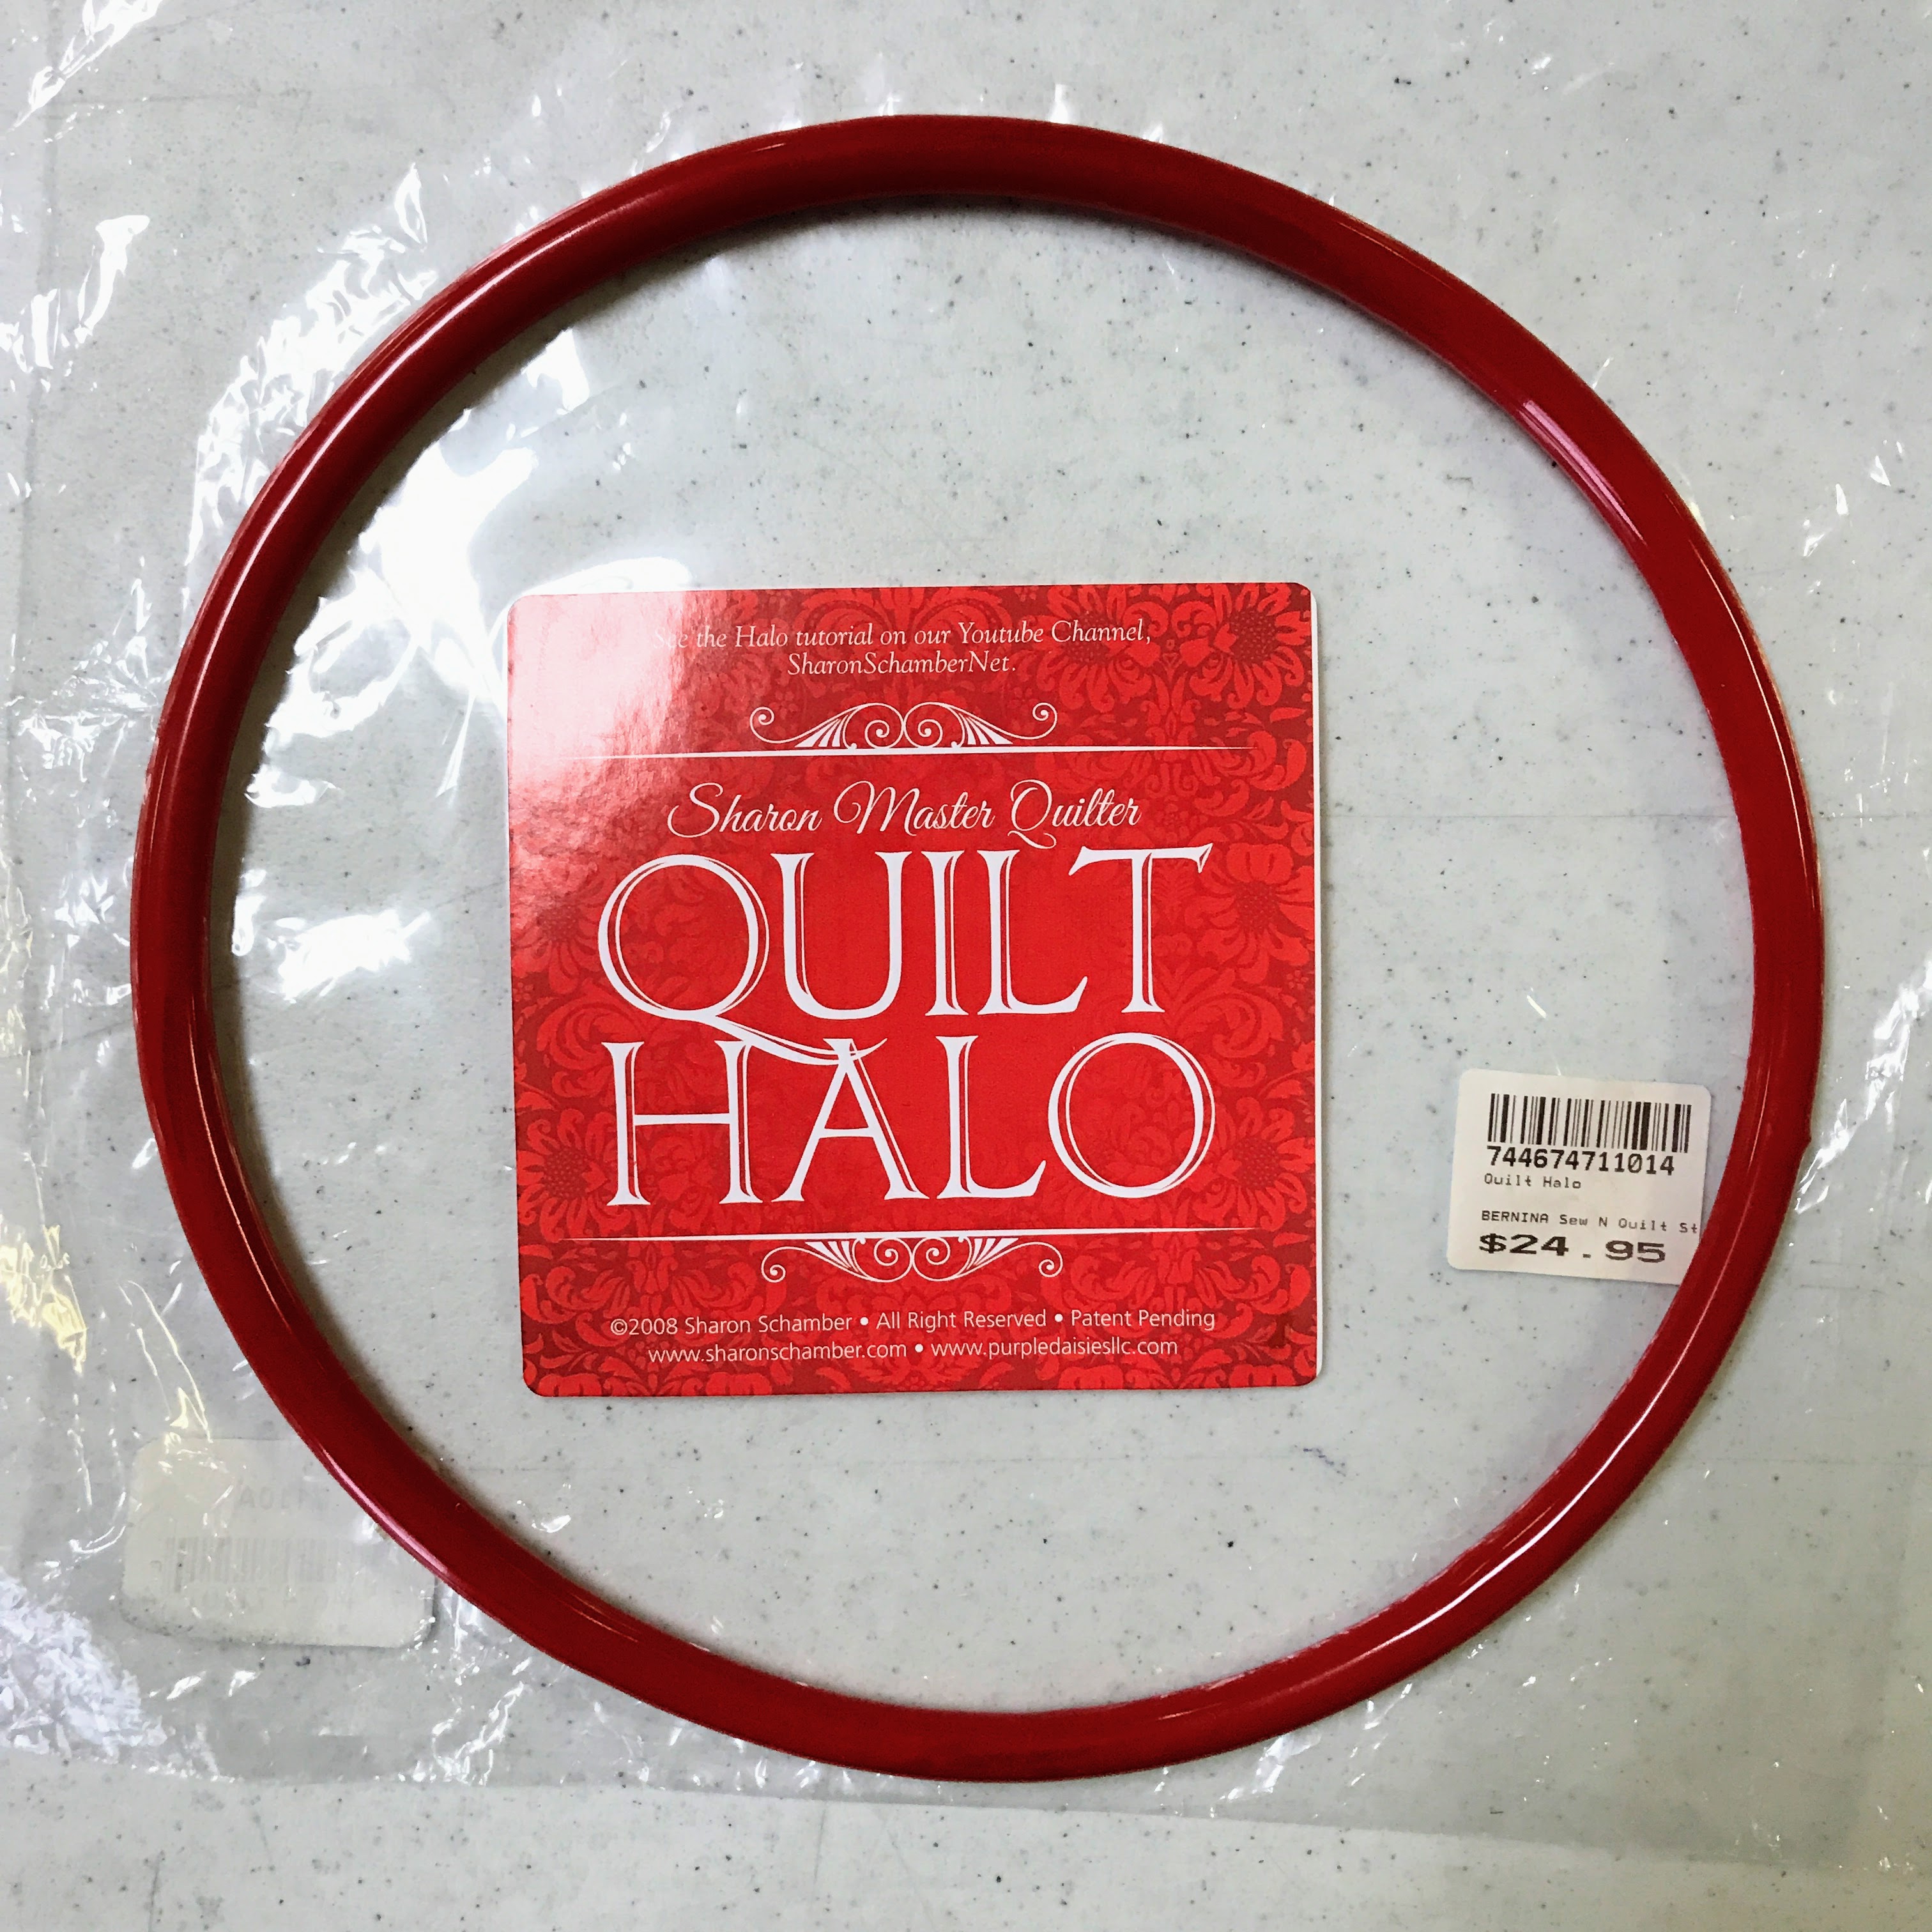 See the Halo tutorial on our Youtube Channel,
SharonSchamberNet.
Sharon Master Quilter
QUILT
HALO
©2008 Sharon Schamber • All Right Reserved • Patent Pending
www.sharonschamber.com • www.purpledaisiesllc.com
744674711014
Quilt Halo
BERNINA Sew N Quilt St
$24.95